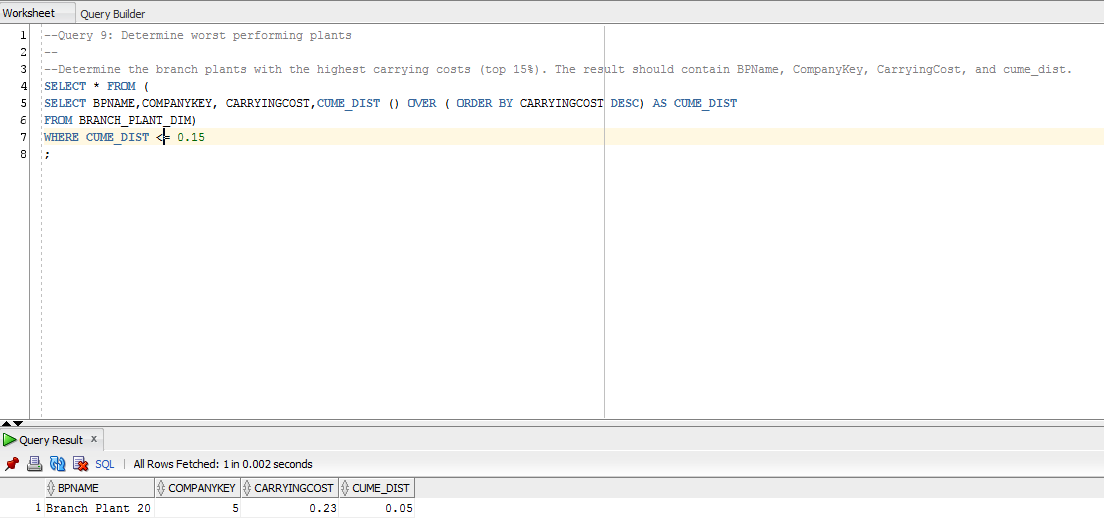 Worksheet Query Builder
1 --Query 9: Determine worst performing plants
2 --
3 --Determine the branch plants with the highest carrying costs (top 15%). The result should contain BPName, CompanyKey, CarryingCost, and cume_dist.
4 SELECT * FROM (
5 SELECT BPNAME,COMPANYKEY, CARRYINGCOST,CUME_DIST () OVER ( ORDER BY CARRYINGCOST DESC) AS CUME_DIST
6 FROM BRANCH_PLANT_DIM)
7 WHERE CUME_DIST <= 0.15
8 ;
Query Result x
SQL | All Rows Fetched: 1 in 0.002 seconds
BPNAME COMPANYKEY CARRYINGCOST CUME_DIST
1 Branch Plant 20 5 0.23 0.05